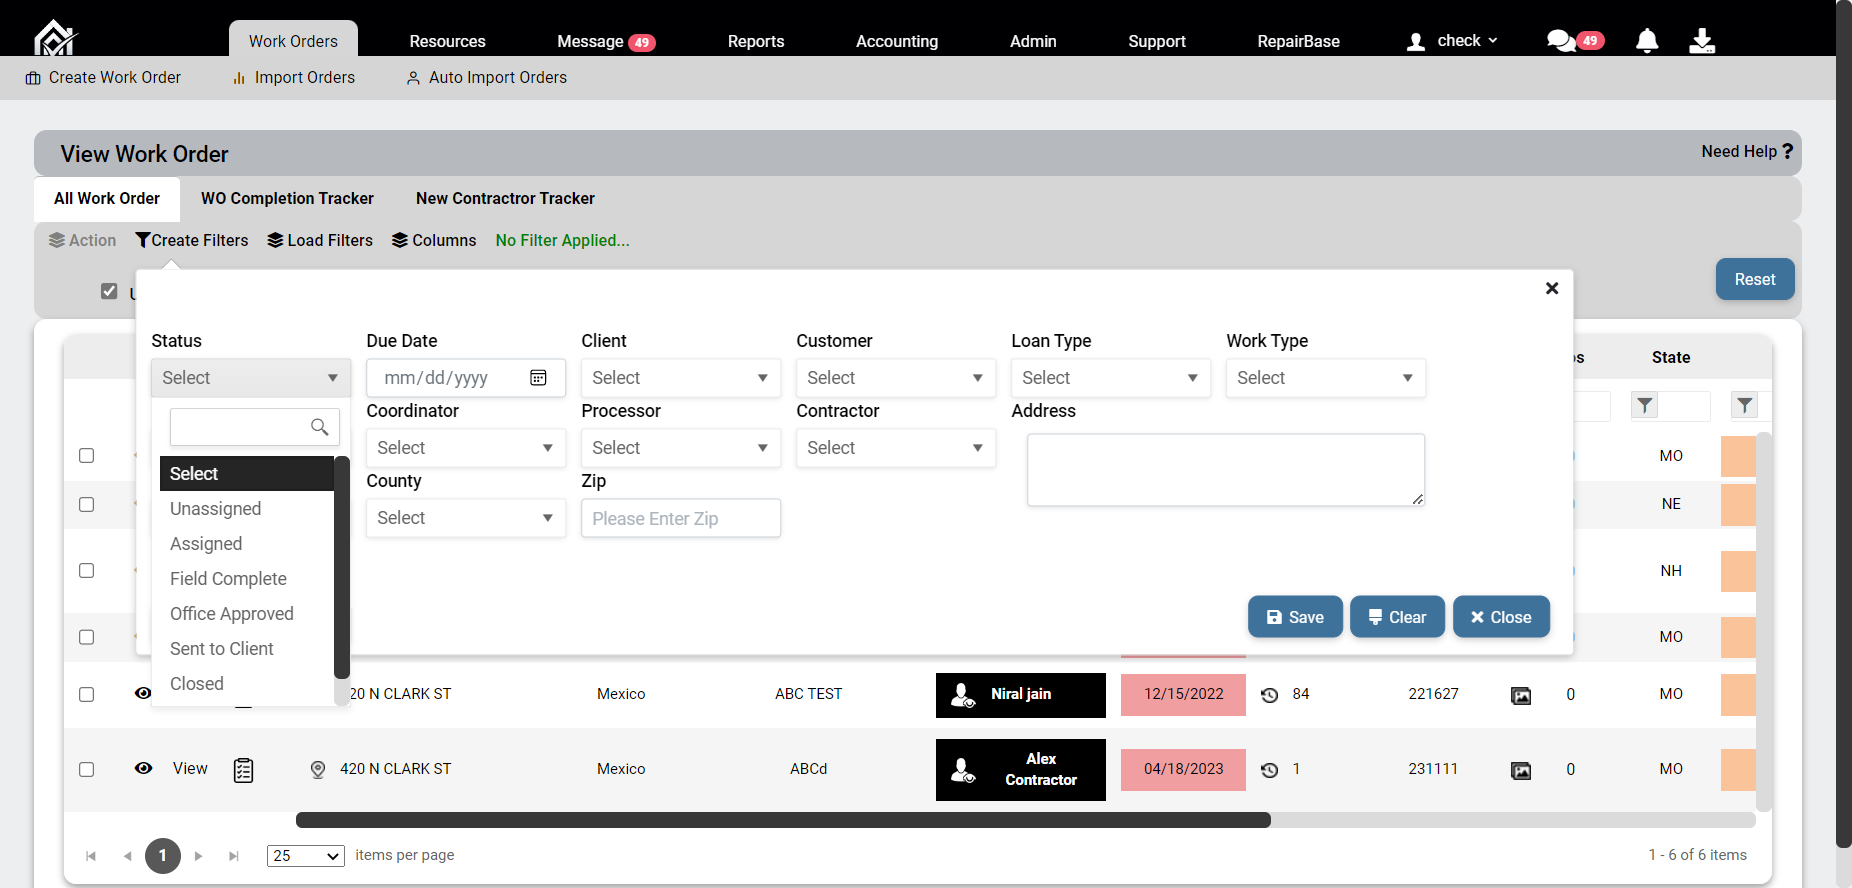 Work Orders
Resources
Message 49
Reports
Accounting
Admin
Support
RepairBase
check
49
Create Work Order
Import Orders
Auto Import Orders
View Work Order
Need Help ?
All Work Order
WO Completion Tracker
New Contractror Tracker
Action
Create Filters
Load Filters
Columns
No Filter Applied...
Reset
Status
Due Date
Client
Customer
Loan Type
Work Type
Select
mm/dd/yyyy
Select
Select
Select
Select
Coordinator
Processor
Contractor
Address
Select
Select
Select
County
Zip
Select
Please Enter Zip
Select
Unassigned
Assigned
Field Complete
Office Approved
Sent to Client
Closed
Save
Clear
Close
State
MO
NE
NH
MO
20 N CLARK ST
Mexico
ABC TEST
Niral jain
12/15/2022
84
221627
0
MO
View
420 N CLARK ST
Mexico
ABCd
Alex
Contractor
04/18/2023
1
231111
0
MO
1
25
items per page
1 - 6 of 6 items